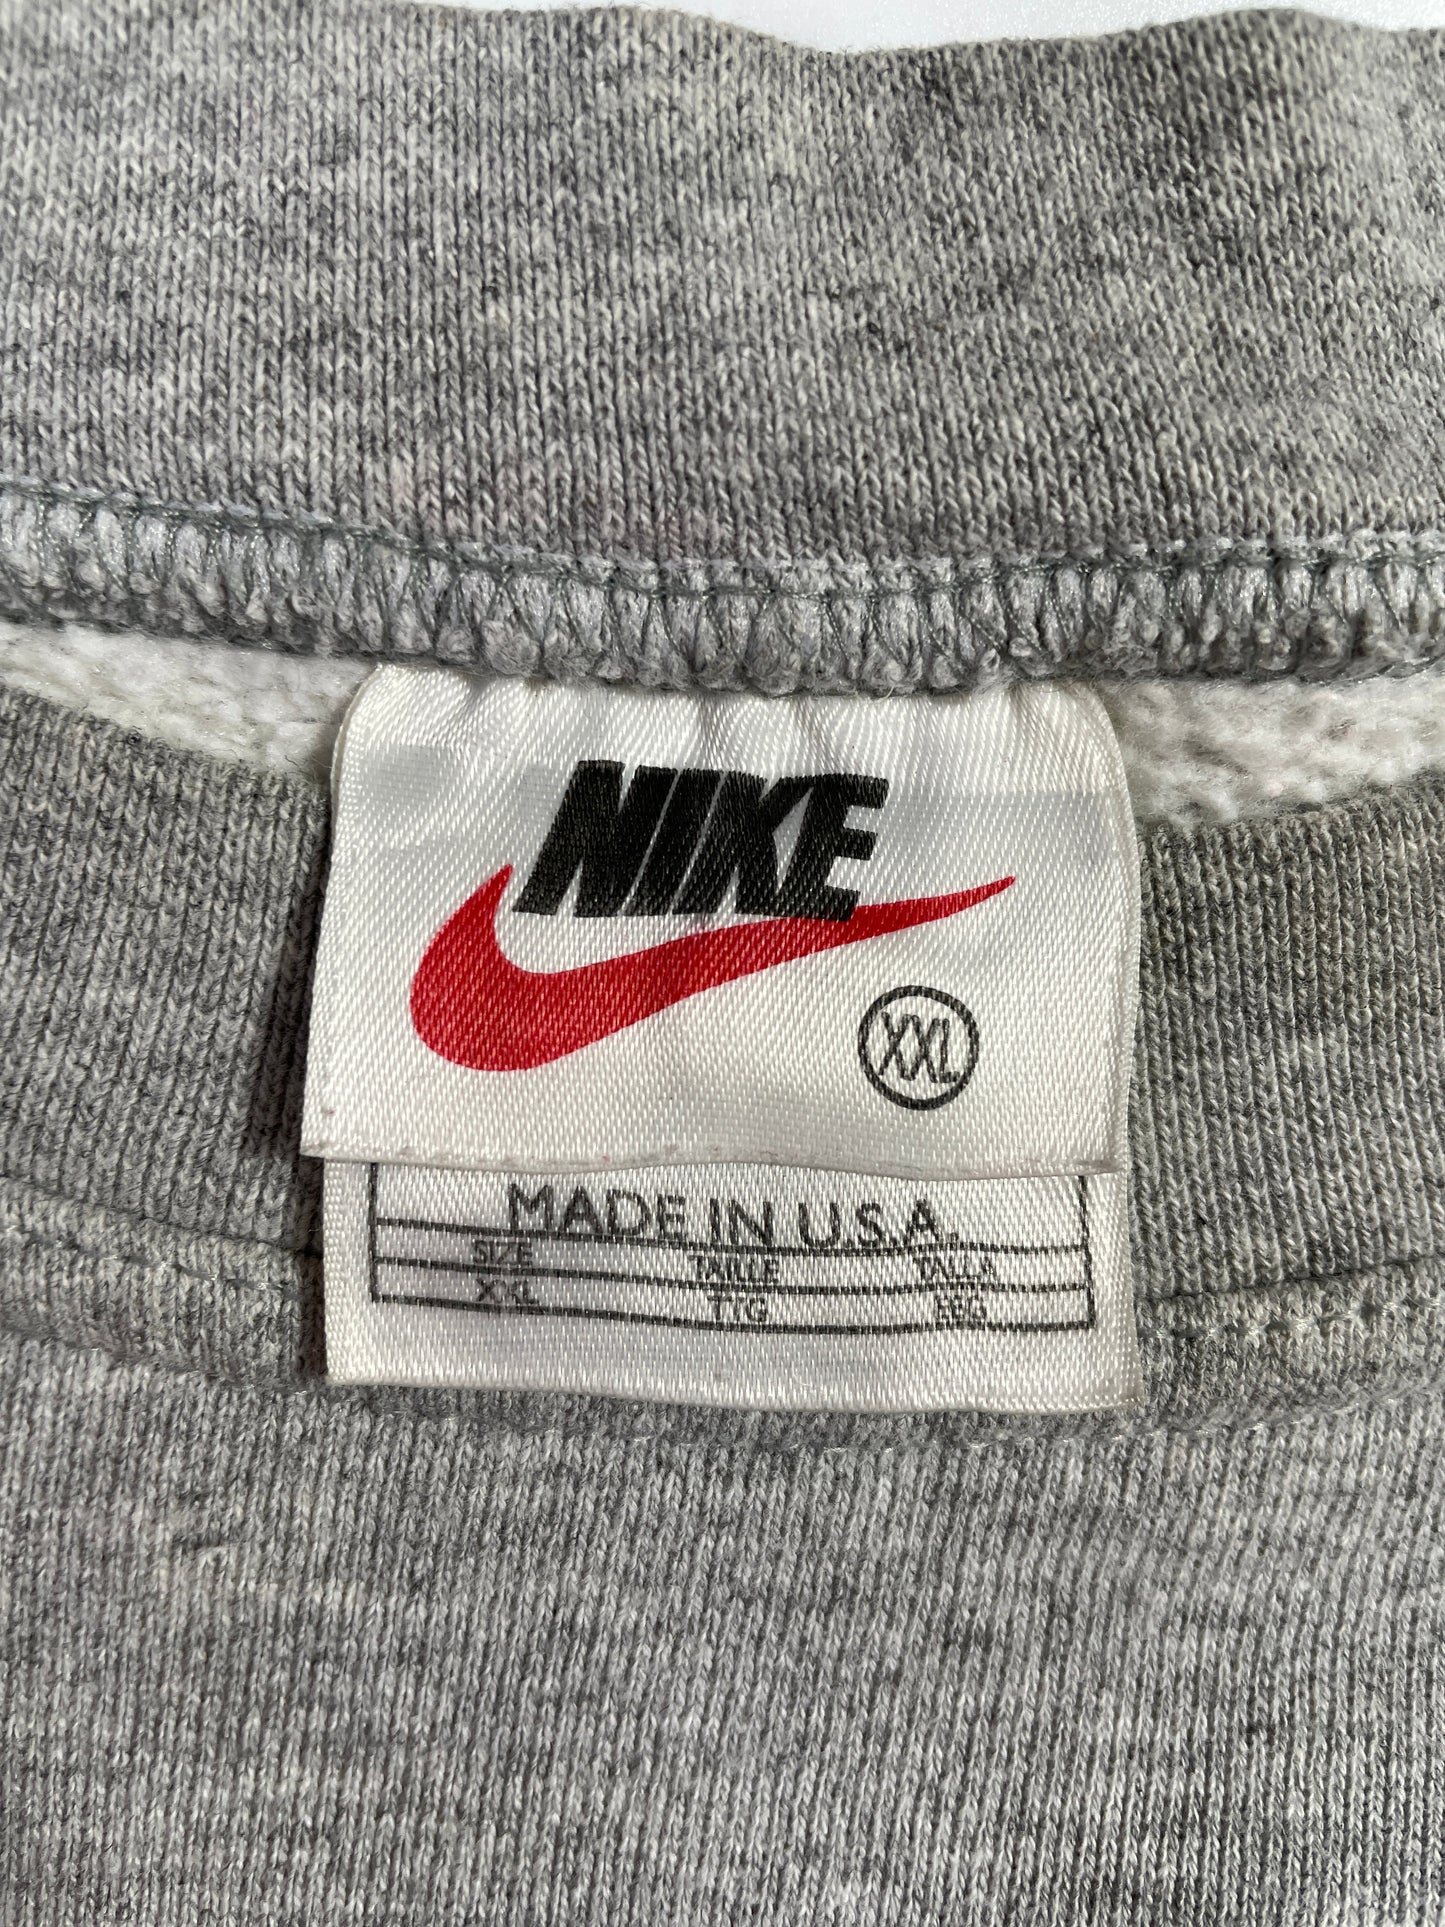 NIKE
XXL
MADE IN U.S.A.
SIZE TAILLE TALLA
XXL TTG EEG